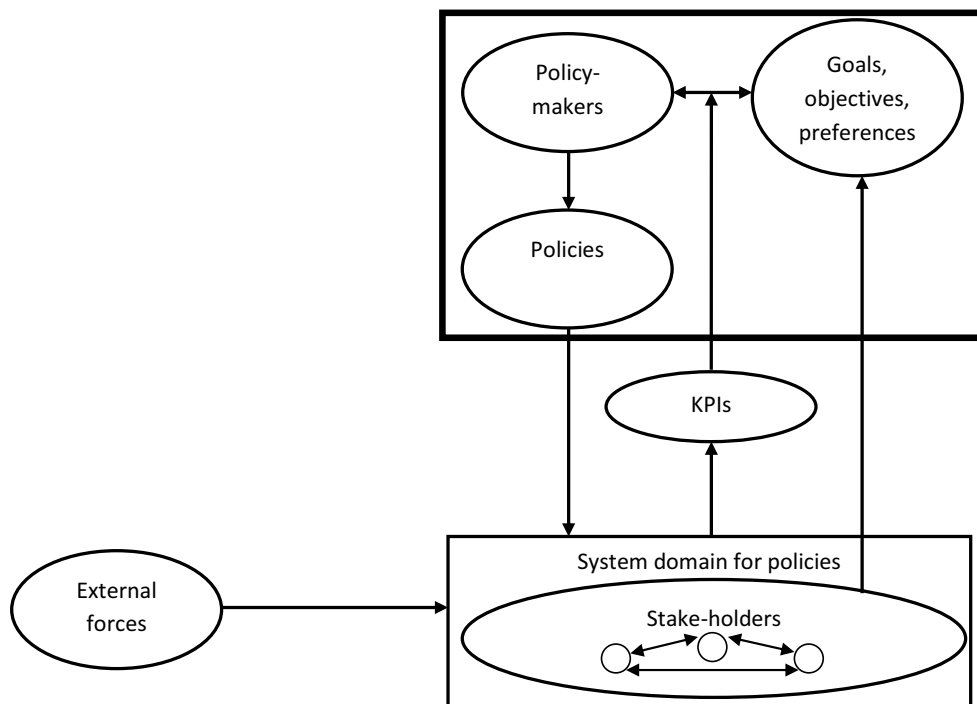 Policy-
makers
Goals,
objectives,
preferences
Policies
KPIs
System domain for policies
External
forces
Stake-holders